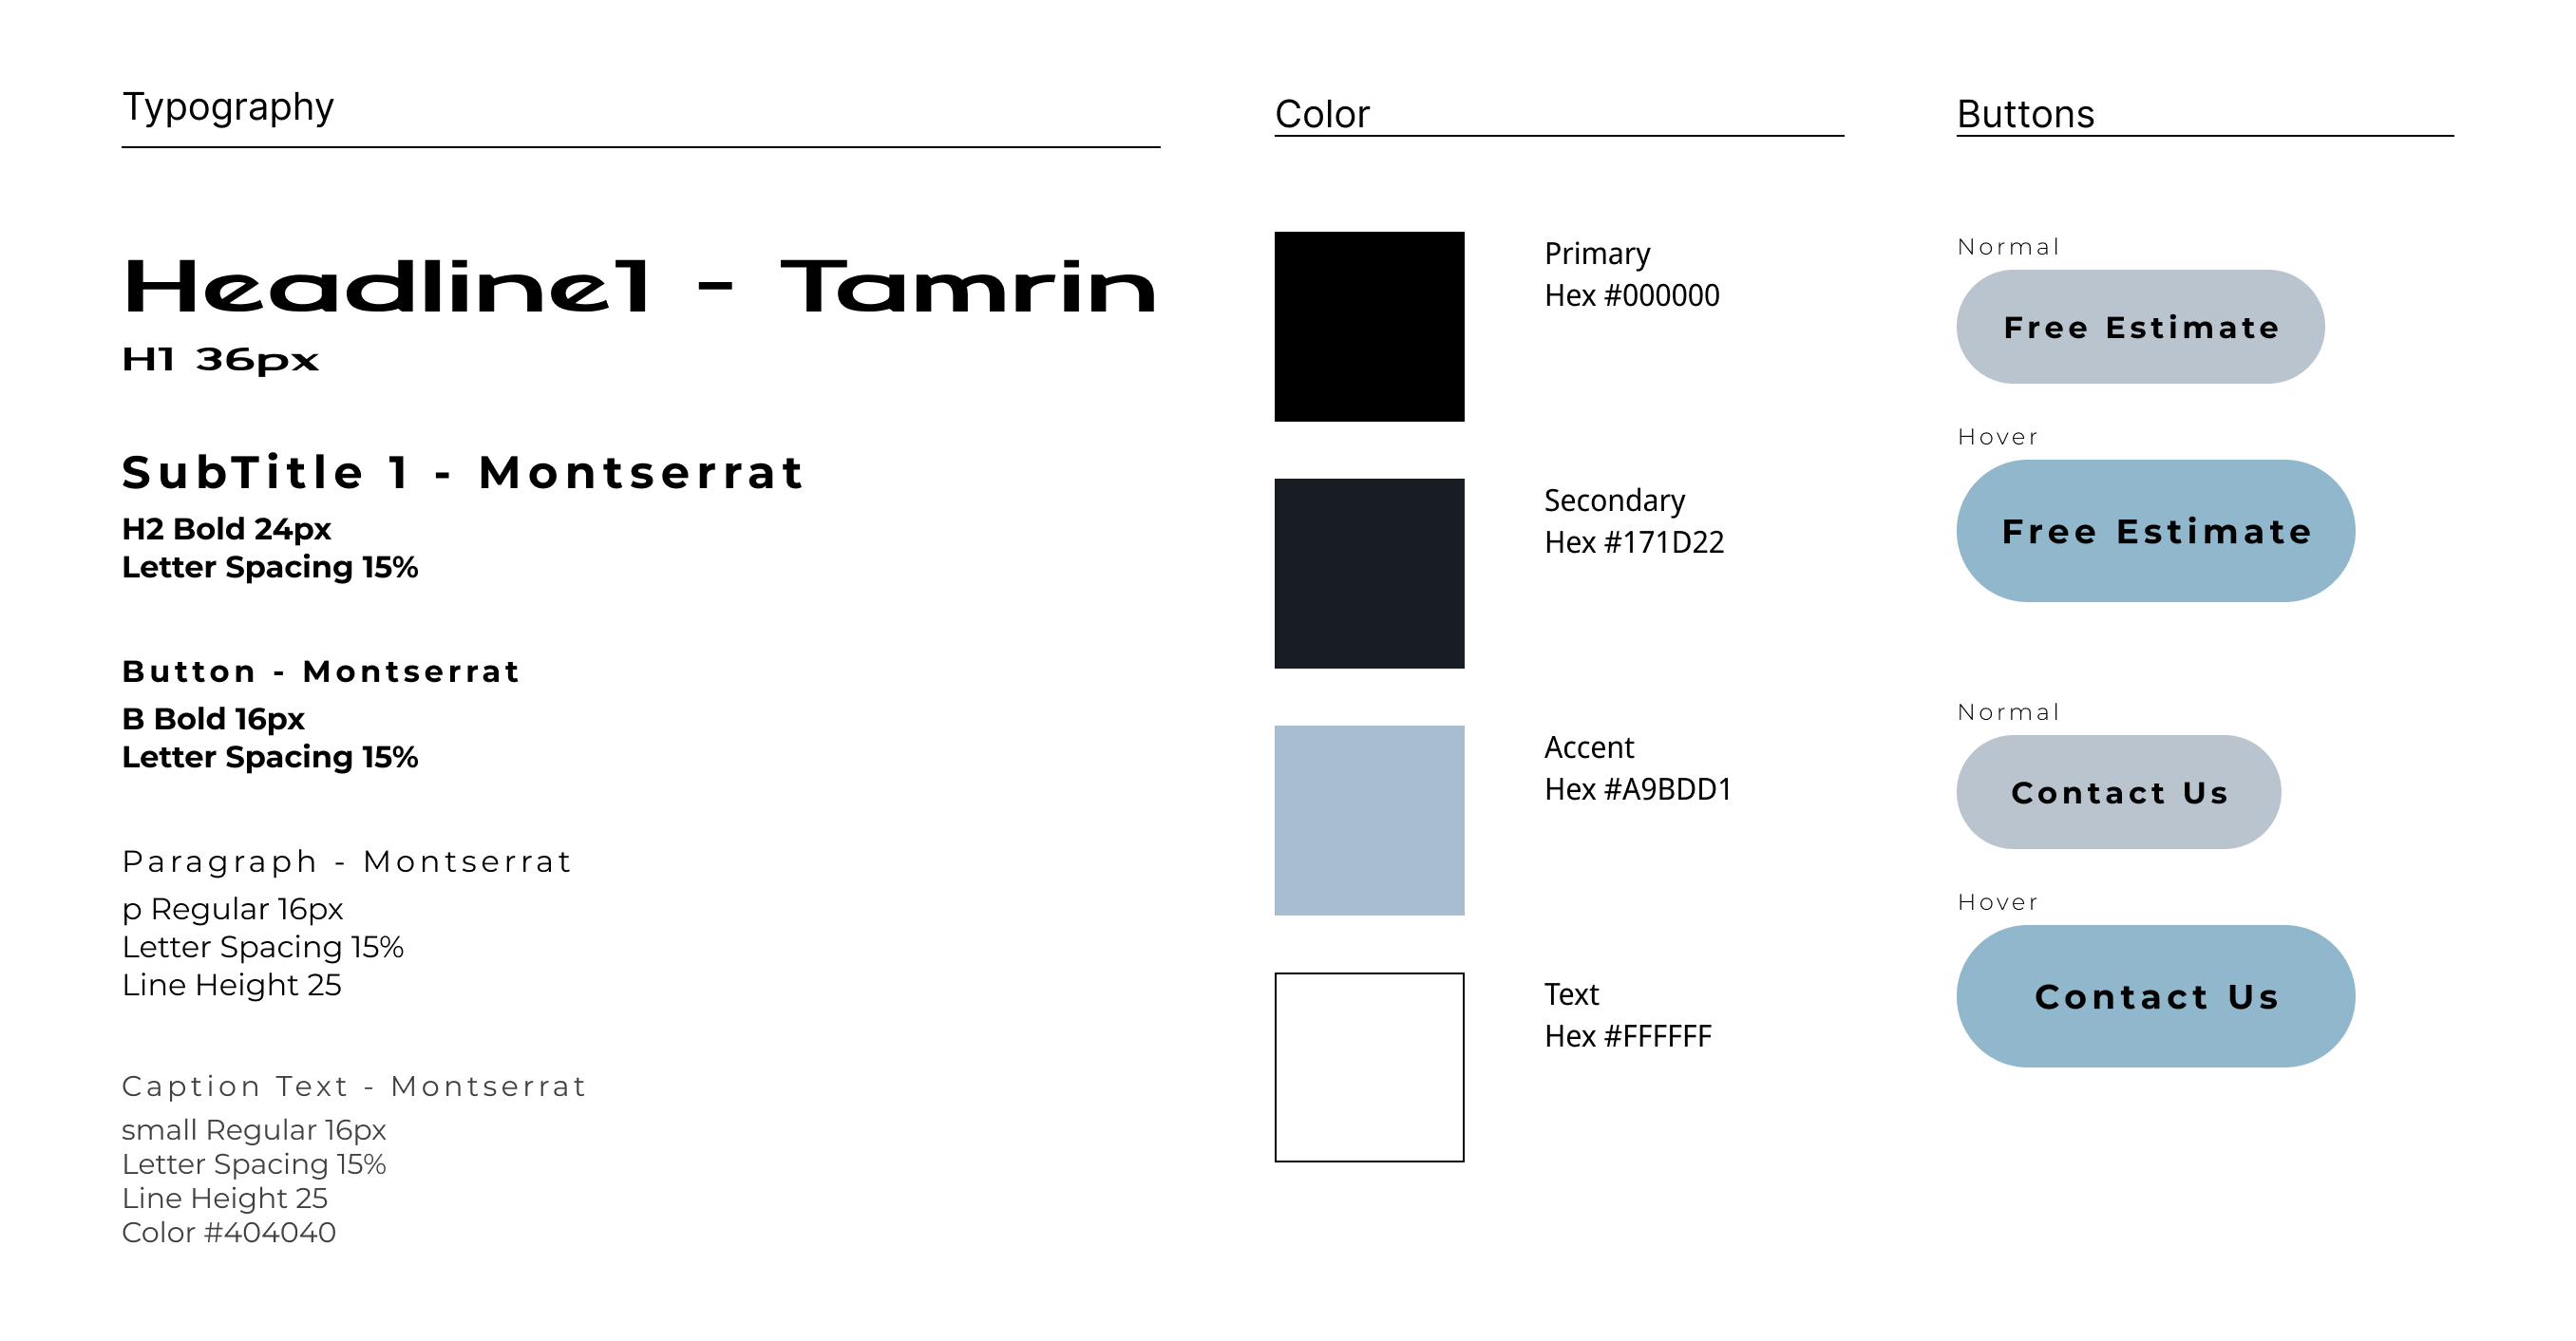 Typography
Headline1 - Tamrin
H1 36px
SubTitle 1 - Montserrat
H2 Bold 24px
Letter Spacing 15%
Button - Montserrat
B Bold 16px
Letter Spacing 15%
Paragraph - Montserrat
p Regular 16px
Letter Spacing 15%
Line Height 25
Caption Text - Montserrat
small Regular 16px
Letter Spacing 15%
Line Height 25
Color #404040
Color
Primary
Hex #000000
Secondary
Hex #171D22
Accent
Hex #A9BDD1
Text
Hex #FFFFFF
Buttons
Normal
Free Estimate
Hover
Free Estimate
Normal
Contact Us
Hover
Contact Us